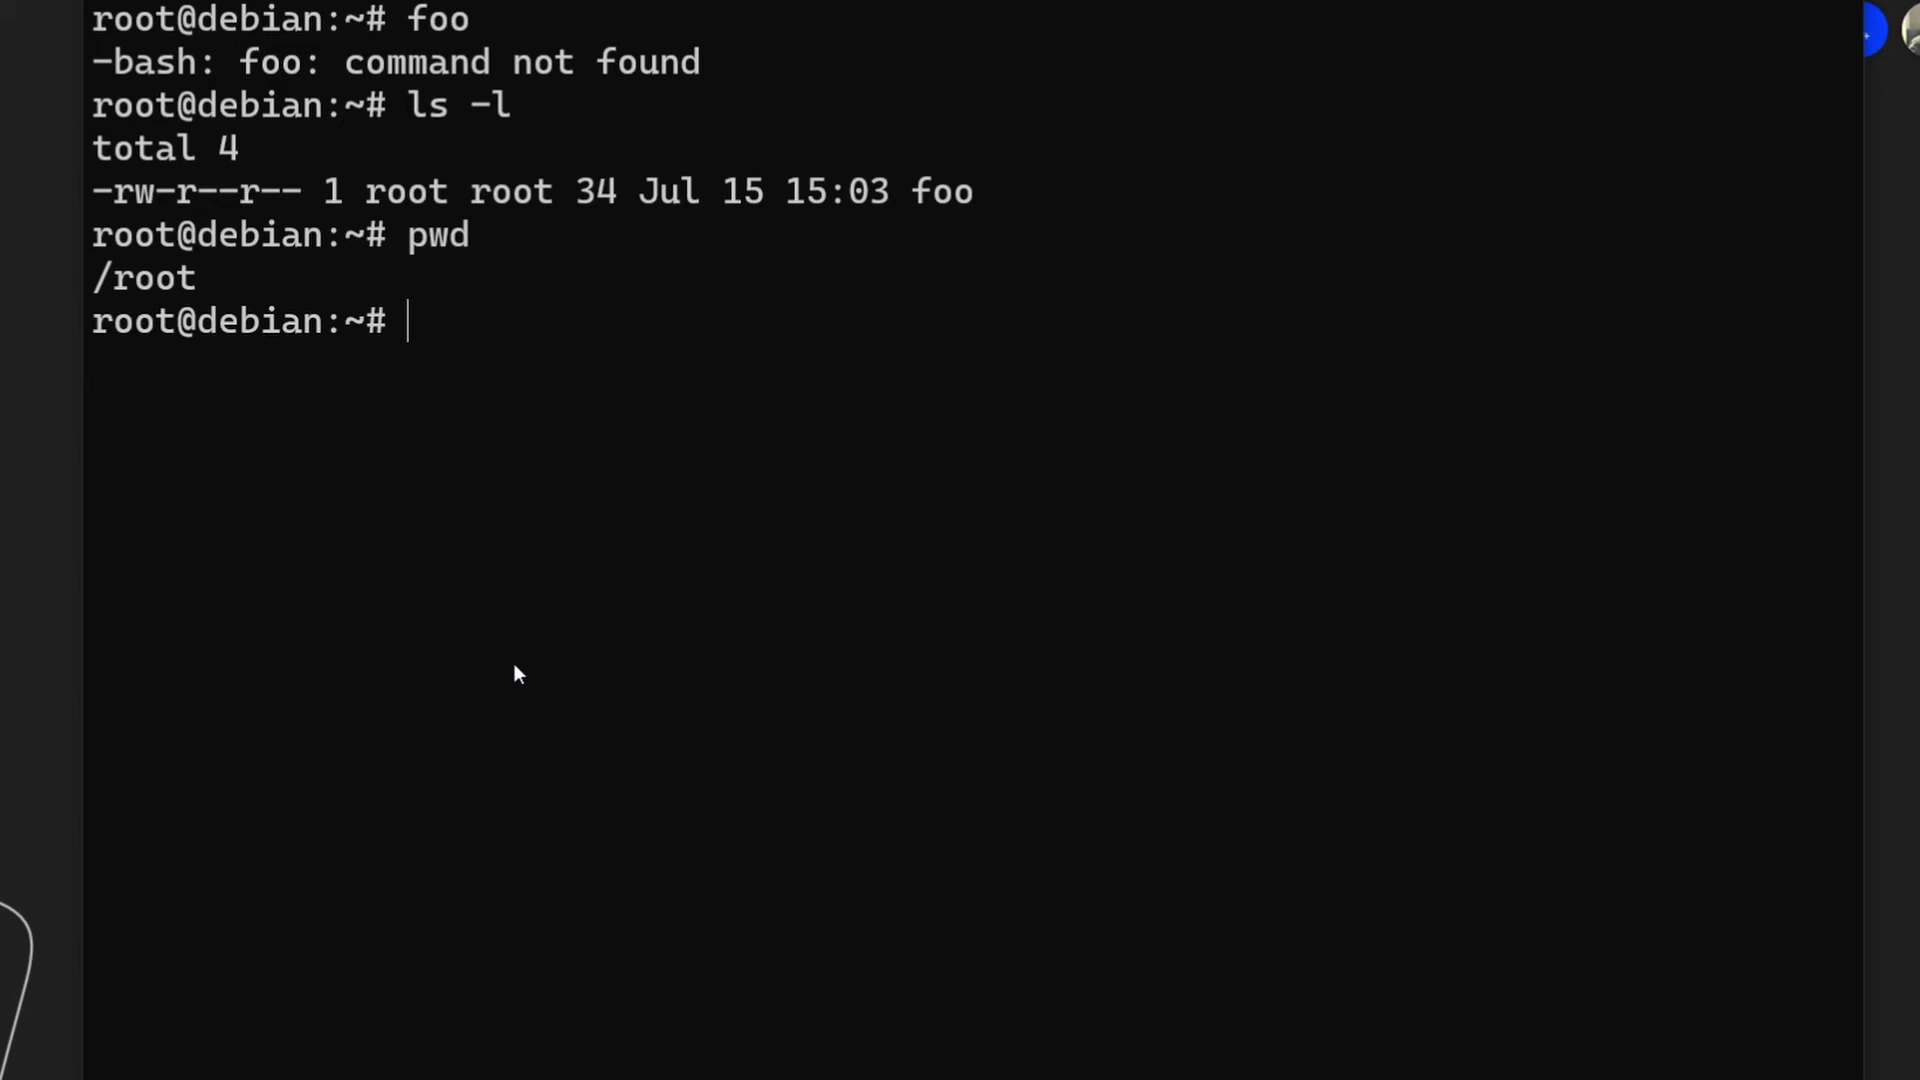 root@debian:~# foo
-bash: foo: command not found
root@debian:~# ls -l
total 4
-rw-r--r-- 1 root root 34 Jul 15 15:03 foo
root@debian:~# pwd
/root
root@debian:~#